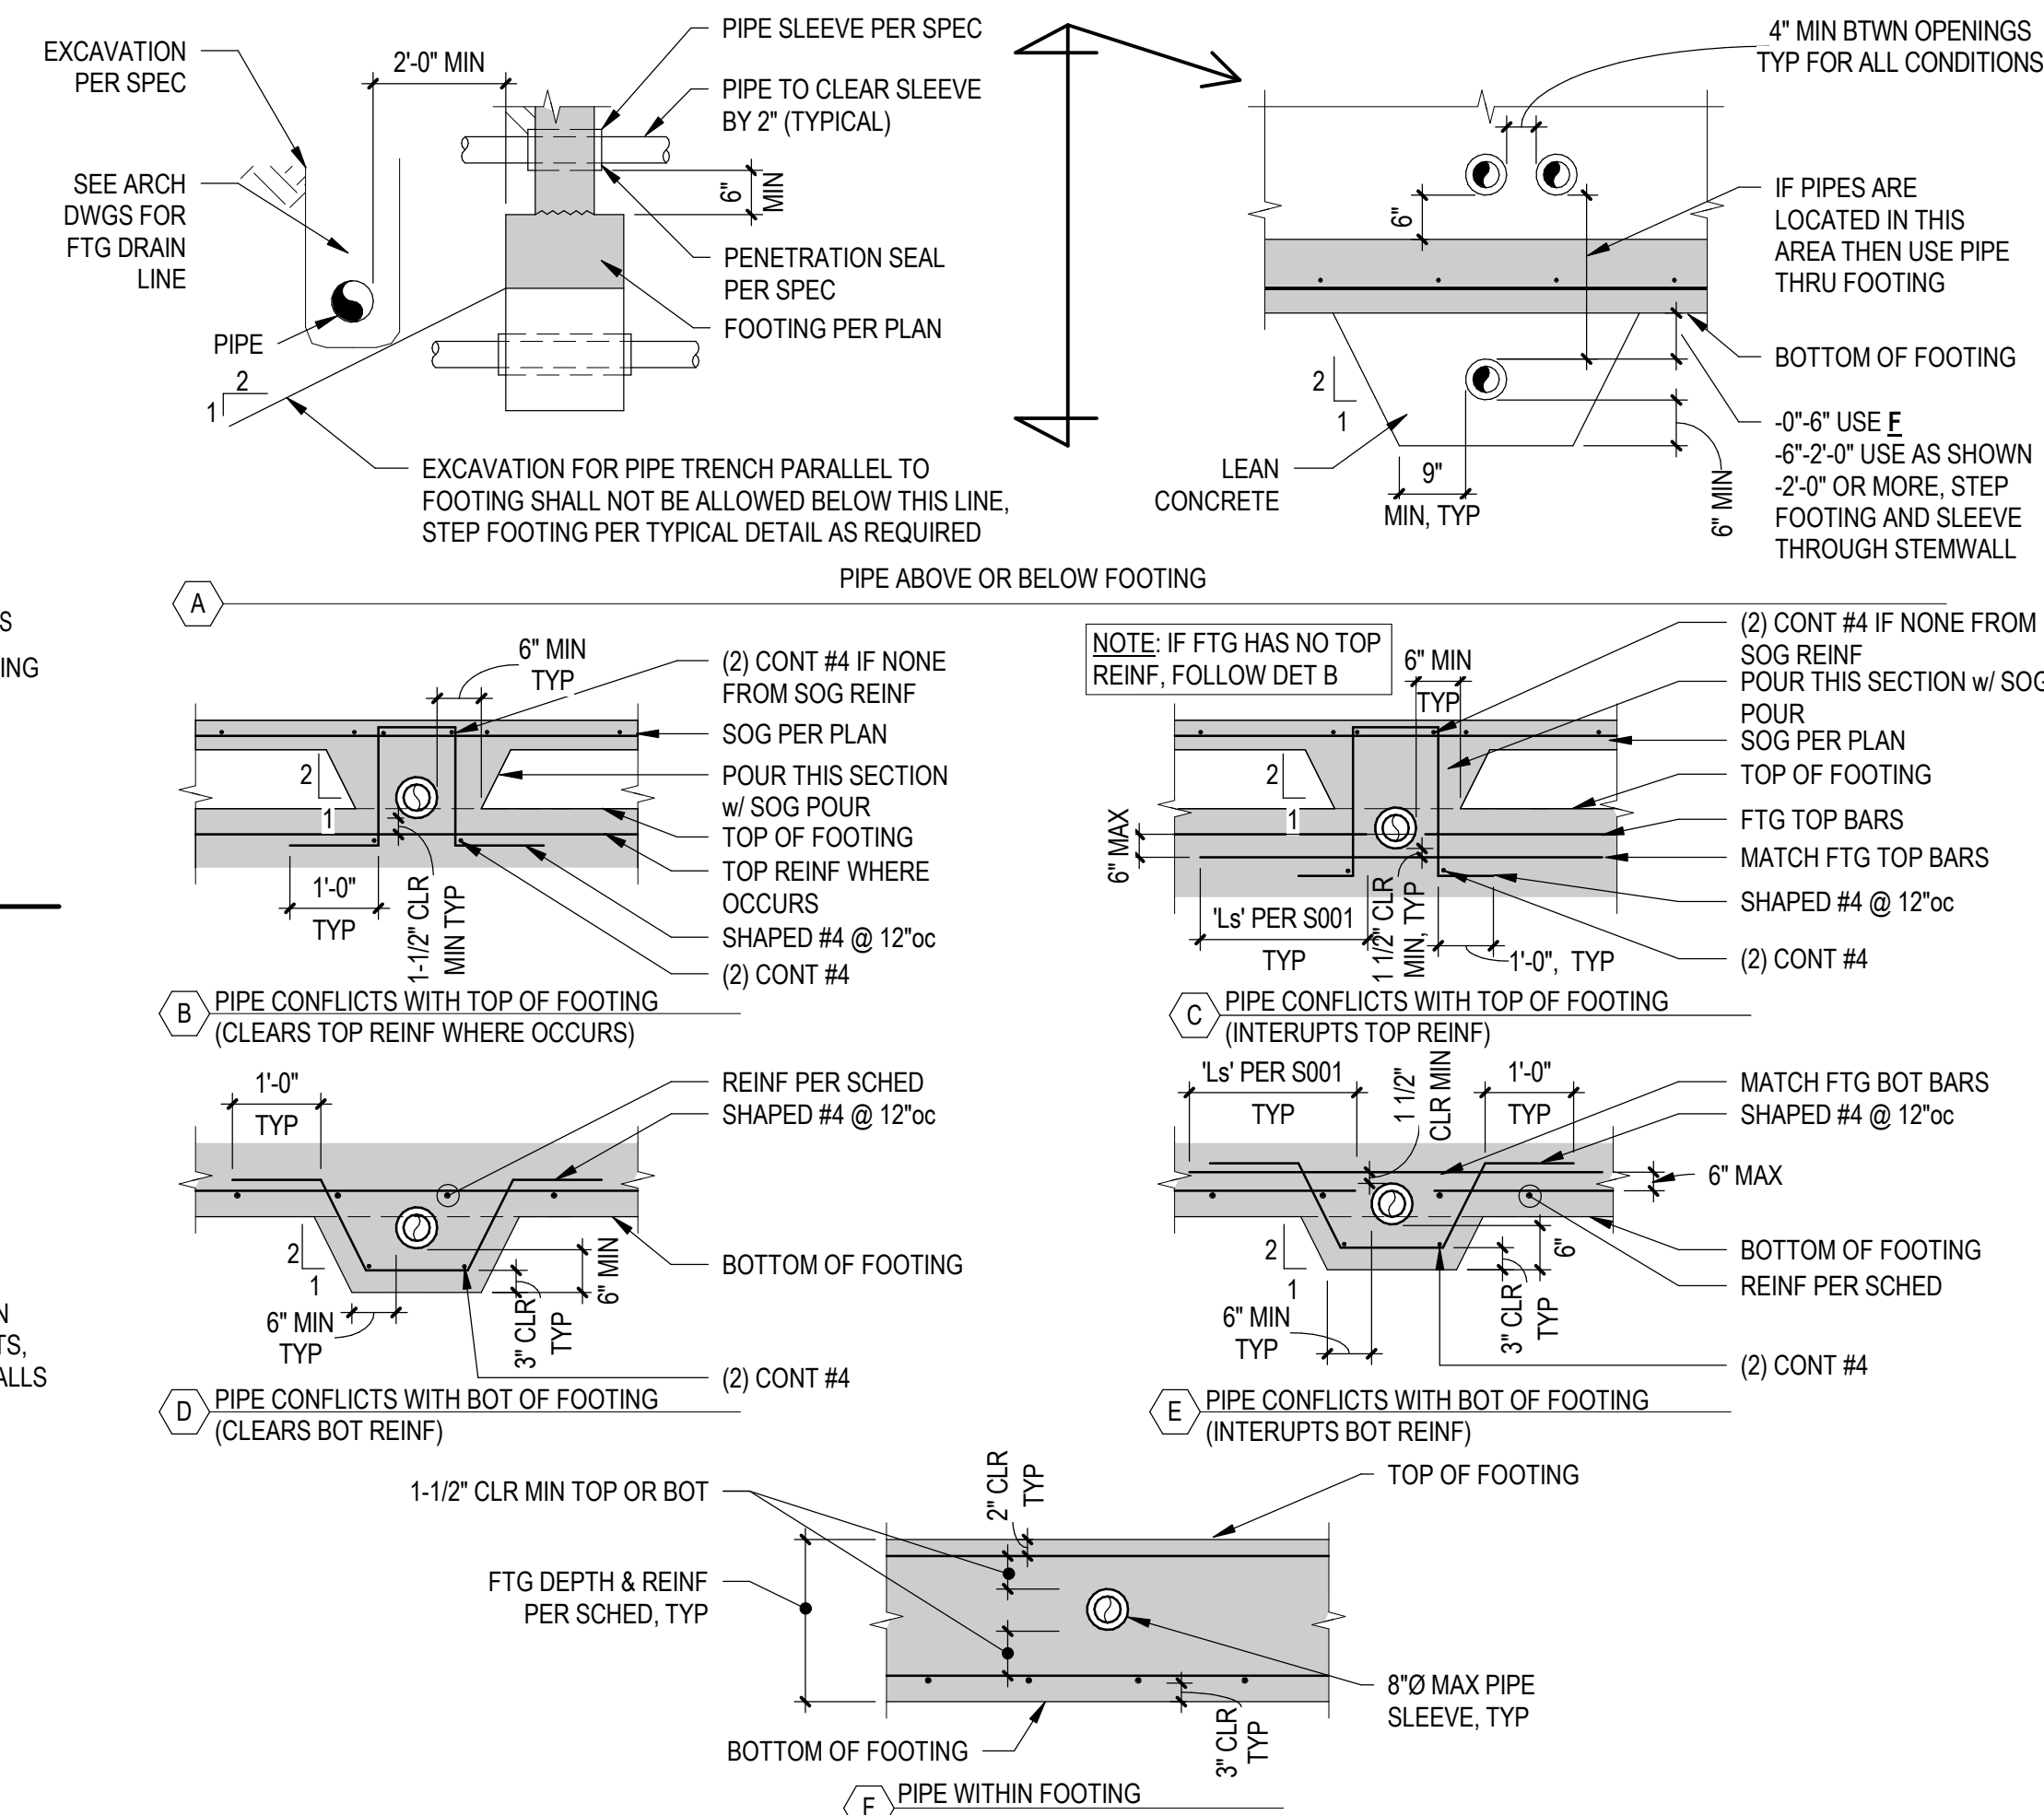 EXCAVATION
PER SPEC
2'-0" MIN
PIPE SLEEVE PER SPEC
PIPE TO CLEAR SLEEVE
BY 2" (TYPICAL)
6"
MIN
SEE ARCH
DWGS FOR
FTG DRAIN
LINE
PENETRATION SEAL
PER SPEC
FOOTING PER PLAN
PIPE
2
1
EXCAVATION FOR PIPE TRENCH PARALLEL TO
FOOTING SHALL NOT BE ALLOWED BELOW THIS LINE,
STEP FOOTING PER TYPICAL DETAIL AS REQUIRED
4" MIN BTWN OPENINGS
TYP FOR ALL CONDITIONS
6"
IF PIPES ARE
LOCATED IN THIS
AREA THEN USE PIPE
THRU FOOTING
BOTTOM OF FOOTING
2
1
-0"-6" USE F
-6"-2'-0" USE AS SHOWN
-2'-0" OR MORE, STEP
FOOTING AND SLEEVE
THROUGH STEMWALL
LEAN
CONCRETE
9"
MIN, TYP
6" MIN
A
PIPE ABOVE OR BELOW FOOTING
S
ING
N
TS,
ALLS
6" MIN
TYP
(2) CONT #4 IF NONE
FROM SOG REINF
SOG PER PLAN
POUR THIS SECTION
w/ SOG POUR
TOP OF FOOTING
TOP REINF WHERE
OCCURS
SHAPED #4 @ 12"oc
(2) CONT #4
2
1
1'-0"
TYP
1-1/2" CLR
MIN TYP
B
PIPE CONFLICTS WITH TOP OF FOOTING
(CLEARS TOP REINF WHERE OCCURS)
NOTE: IF FTG HAS NO TOP
REINF, FOLLOW DET B
6" MIN
TYP
(2) CONT #4 IF NONE FROM
SOG REINF
POUR THIS SECTION w/ SOG
POUR
SOG PER PLAN
TOP OF FOOTING
FTG TOP BARS
MATCH FTG TOP BARS
SHAPED #4 @ 12"oc
(2) CONT #4
2
1
6" MAX
'Ls' PER S001
TYP
1 1/2" CLR
MIN, TYP
1'-0", TYP
C
PIPE CONFLICTS WITH TOP OF FOOTING
(INTERUPTS TOP REINF)
1'-0"
TYP
REINF PER SCHED
SHAPED #4 @ 12"oc
2
1
BOTTOM OF FOOTING
6" MIN
TYP
3" CLR
TYP
6" MIN
(2) CONT #4
D
PIPE CONFLICTS WITH BOT OF FOOTING
(CLEARS BOT REINF)
'Ls' PER S001
TYP
1 1/2"
CLR MIN
1'-0"
TYP
MATCH FTG BOT BARS
SHAPED #4 @ 12"oc
6" MAX
2
1
BOTTOM OF FOOTING
REINF PER SCHED
6" MIN
TYP
3" CLR
TYP
6"
(2) CONT #4
E
PIPE CONFLICTS WITH BOT OF FOOTING
(INTERUPTS BOT REINF)
1-1/2" CLR MIN TOP OR BOT
2" CLR
TYP
TOP OF FOOTING
FTG DEPTH & REINF
PER SCHED, TYP
8"Ø MAX PIPE
SLEEVE, TYP
BOTTOM OF FOOTING
3" CLR
TYP
F
PIPE WITHIN FOOTING